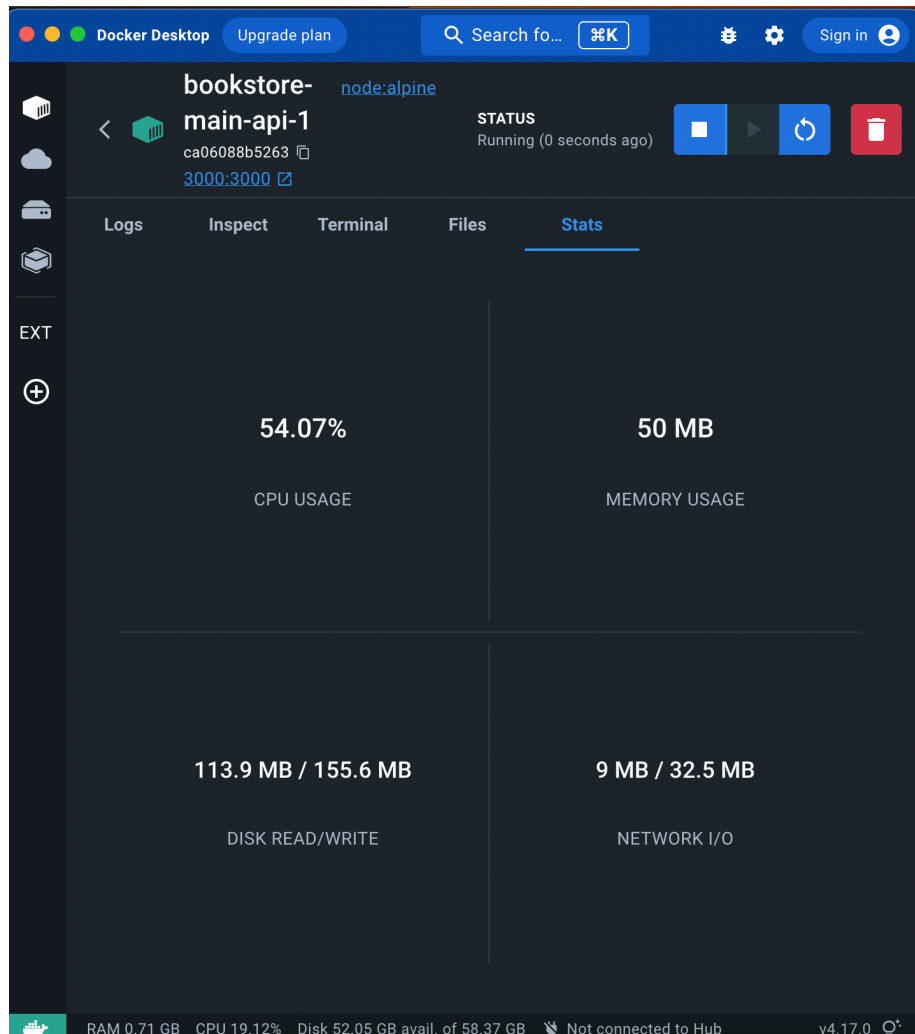 Docker Desktop Upgrade plan Search fo... ⌘K Sign in
bookstore-main-api-1 node:alpine
ca06088b5263
3000:3000
STATUS
Running (0 seconds ago)
Logs Inspect Terminal Files Stats
EXT
54.07%
CPU USAGE
50 MB
MEMORY USAGE
113.9 MB / 155.6 MB
DISK READ/WRITE
9 MB / 32.5 MB
NETWORK I/O
RAM 0.71 GB CPU 19.12% Disk 52.05 GB avail. of 58.37 GB Not connected to Hub v4.17.0